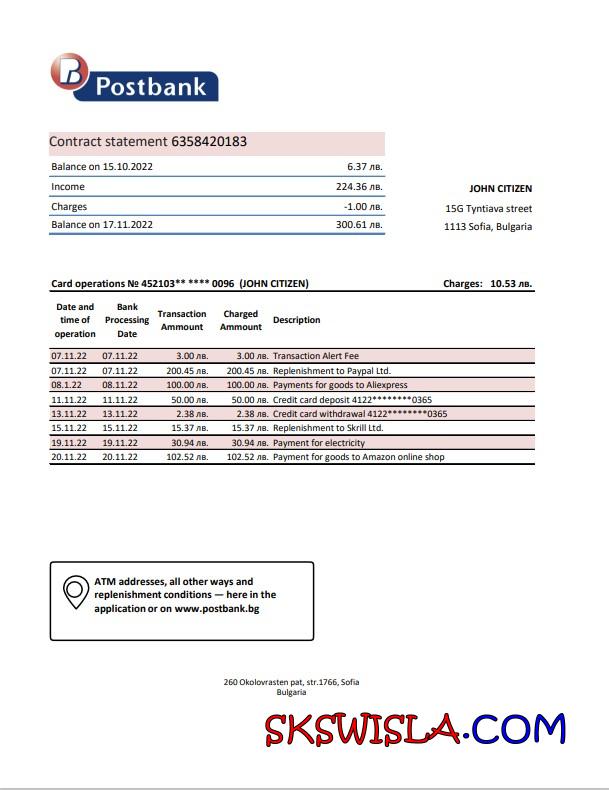 Postbank
Contract statement 6358420183
Balance on 15.10.2022 6.37 лв.
Income 224.36 лв.
Charges -1.00 лв.
Balance on 17.11.2022 300.61 лв.
JOHN CITIZEN
15G Tyntiava street
1113 Sofia, Bulgaria
Card operations № 452103** **** 0096 (JOHN CITIZEN) Charges: 10.53 лв.
Date and time of operation Bank Processing Date Transaction Ammount Charged Ammount Description
07.11.22 07.11.22 3.00 лв. 3.00 лв. Transaction Alert Fee
07.11.22 07.11.22 200.45 лв. 200.45 лв. Replenishment to Paypal Ltd.
08.1.22 08.11.22 100.00 лв. 100.00 лв. Payments for goods to Aliexpress
11.11.22 11.11.22 50.00 лв. 50.00 лв. Credit card deposit 4122********0365
13.11.22 13.11.22 2.38 лв. 2.38 лв. Credit card withdrawal 4122********0365
15.11.22 15.11.22 15.37 лв. 15.37 лв. Replenishment to Skrill Ltd.
19.11.22 19.11.22 30.94 лв. 30.94 лв. Payment for electricity
20.11.22 20.11.22 102.52 лв. 102.52 лв. Payment for goods to Amazon online shop
ATM addresses, all other ways and
replenishment conditions — here in the
application or on www.postbank.bg
260 Okolovrasten pat, str.1766, Sofia
Bulgaria
SKSWISLA.COM